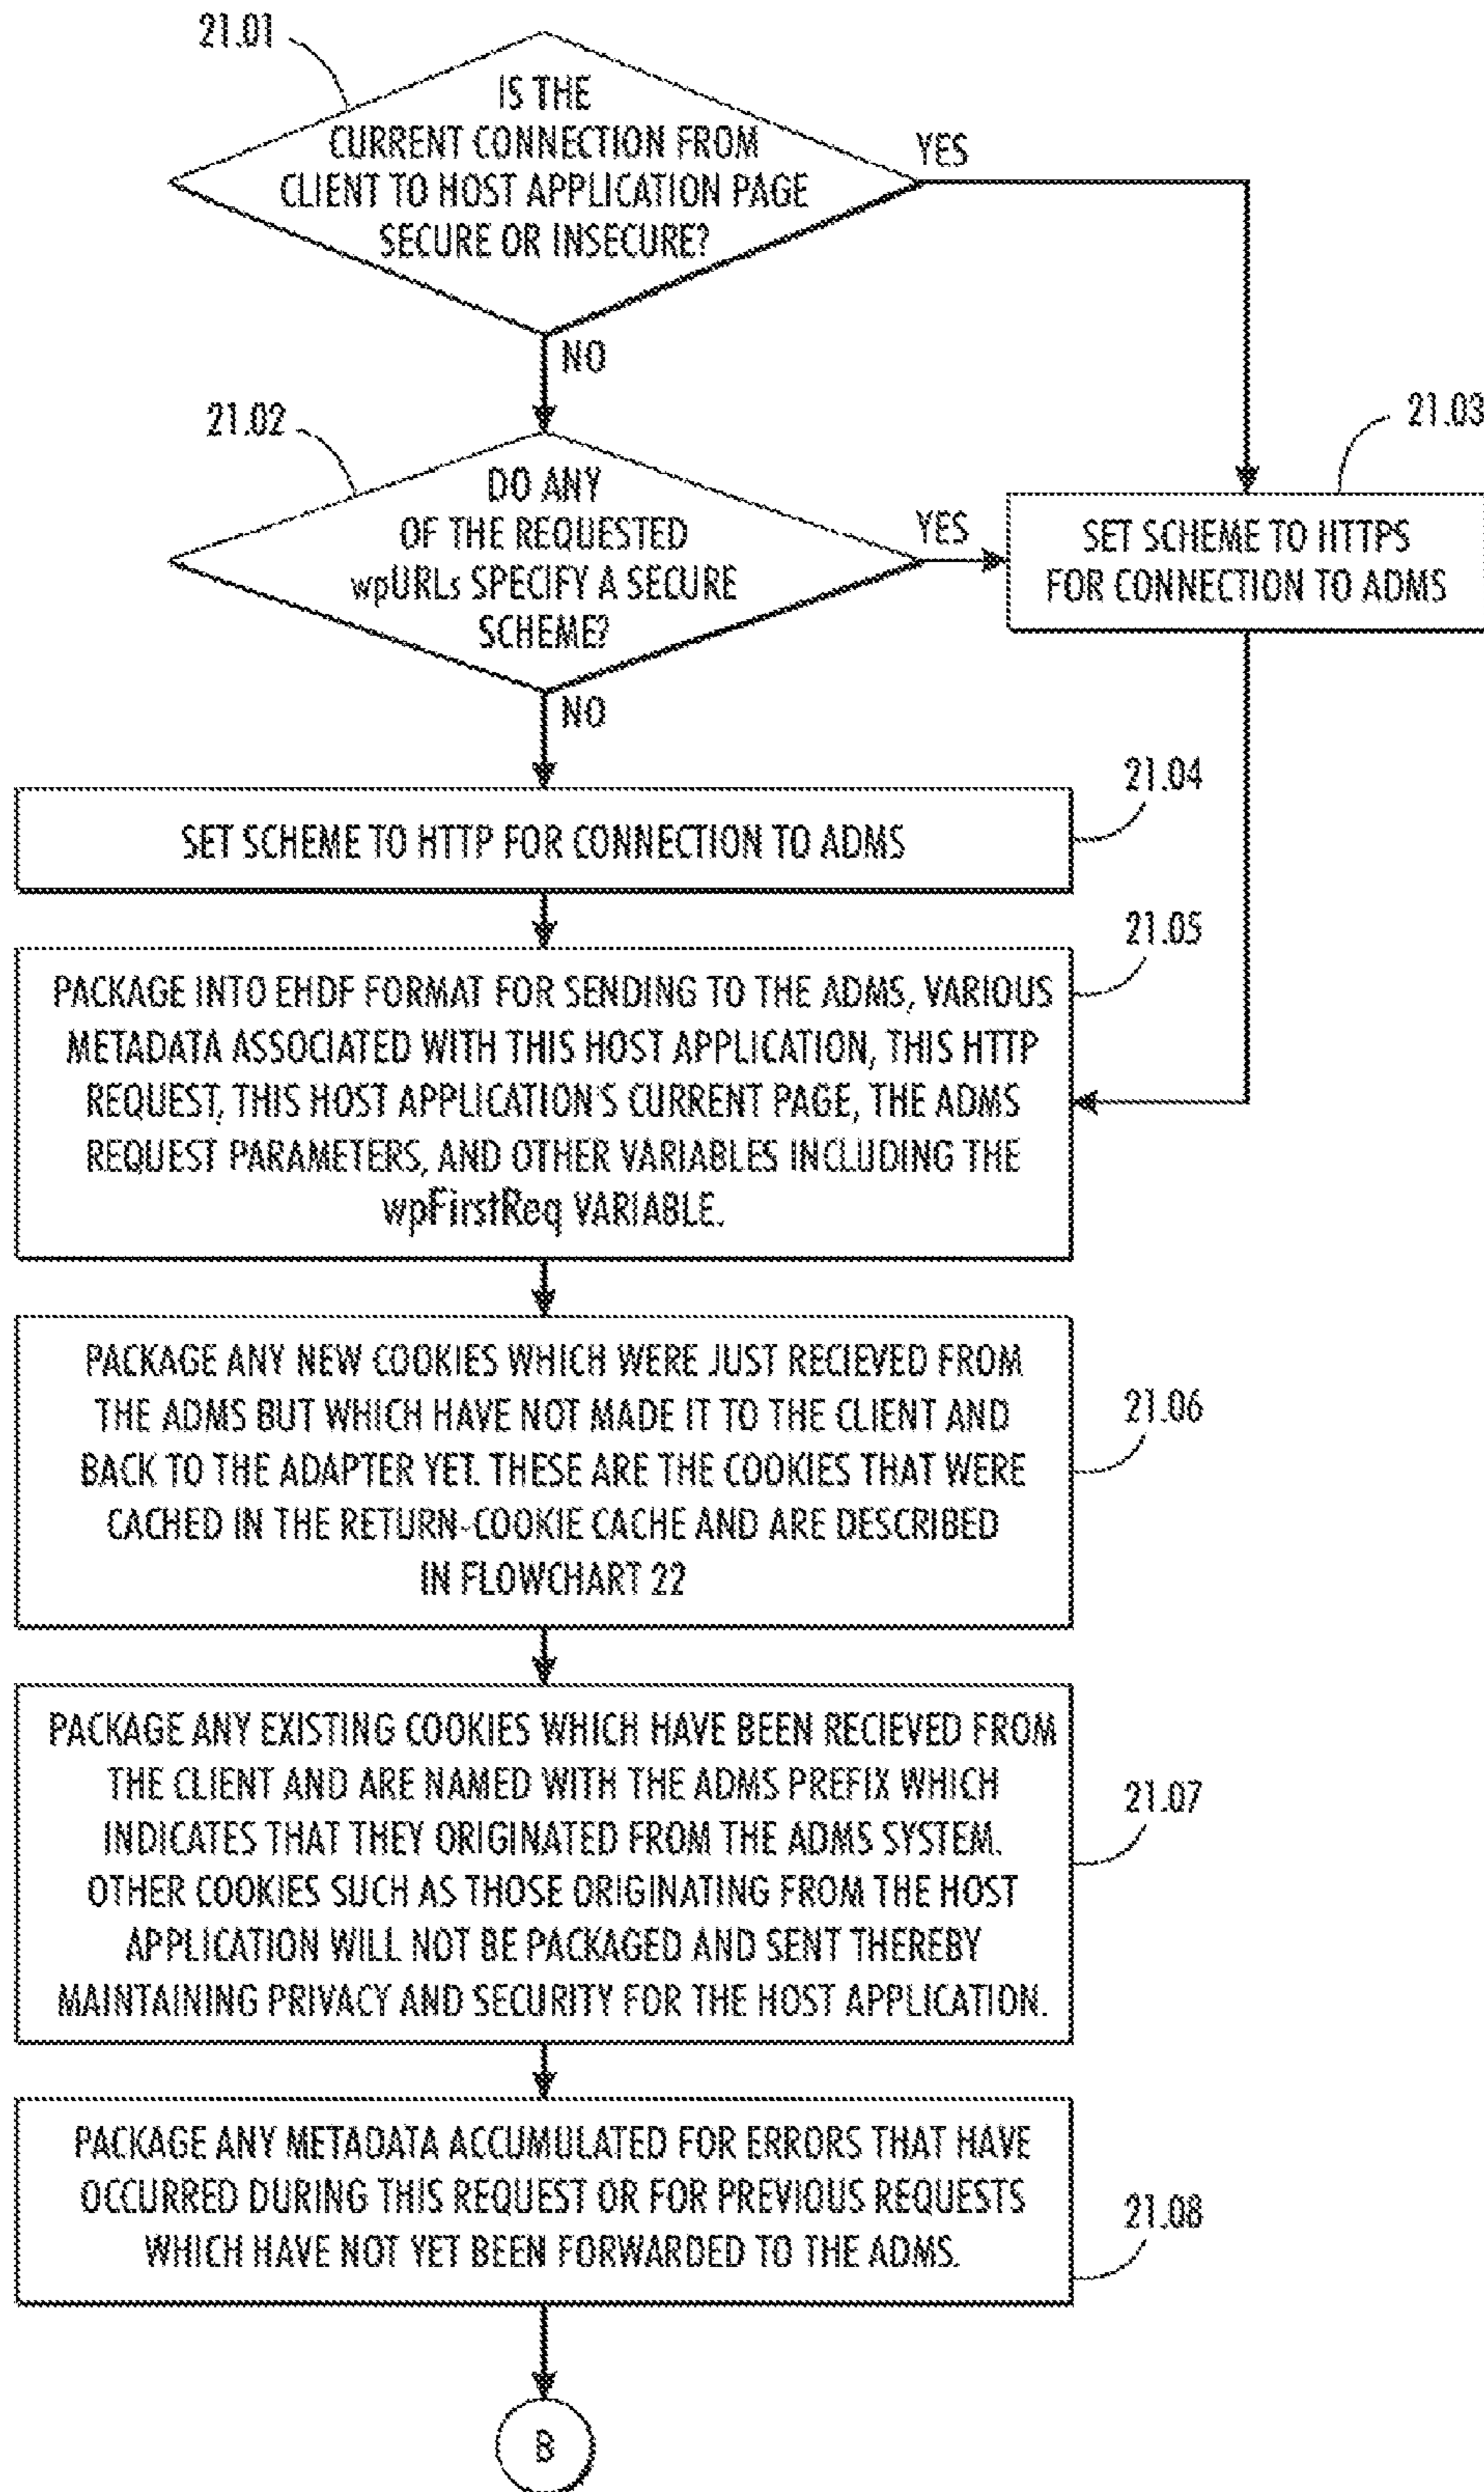 21.01
IS THE
CURRENT CONNECTION FROM
CLIENT TO HOST APPLICATION PAGE
SECURE OR INSECURE?
YES
NO
21.02
DO ANY
OF THE REQUESTED
wpURLs SPECIFY A SECURE
SCHEME?
YES
NO
21.03
SET SCHEME TO HTTPS
FOR CONNECTION TO ADMS
21.04
SET SCHEME TO HTTP FOR CONNECTION TO ADMS
21.05
PACKAGE INTO EHDF FORMAT FOR SENDING TO THE ADMS, VARIOUS
METADATA ASSOCIATED WITH THIS HOST APPLICATION, THIS HTTP
REQUEST, THIS HOST APPLICATION'S CURRENT PAGE, THE ADMS
REQUEST PARAMETERS, AND OTHER VARIABLES INCLUDING THE
wpFirstReq VARIABLE.
PACKAGE ANY NEW COOKIES WHICH WERE JUST RECIEVED FROM
THE ADMS BUT WHICH HAVE NOT MADE IT TO THE CLIENT AND
BACK TO THE ADAPTER YET. THESE ARE THE COOKIES THAT WERE
CACHED IN THE RETURN-COOKIE CACHE AND ARE DESCRIBED
IN FLOWCHART 22
21.06
PACKAGE ANY EXISTING COOKIES WHICH HAVE BEEN RECIEVED FROM
THE CLIENT AND ARE NAMED WITH THE ADMS PREFIX WHICH
INDICATES THAT THEY ORIGINATED FROM THE ADMS SYSTEM.
OTHER COOKIES SUCH AS THOSE ORIGINATING FROM THE HOST
APPLICATION WILL NOT BE PACKAGED AND SENT THEREBY
MAINTAINING PRIVACY AND SECURITY FOR THE HOST APPLICATION.
21.07
PACKAGE ANY METADATA ACCUMULATED FOR ERRORS THAT HAVE
OCCURRED DURING THIS REQUEST OR FOR PREVIOUS REQUESTS
WHICH HAVE NOT YET BEEN FORWARDED TO THE ADMS.
21.08
B